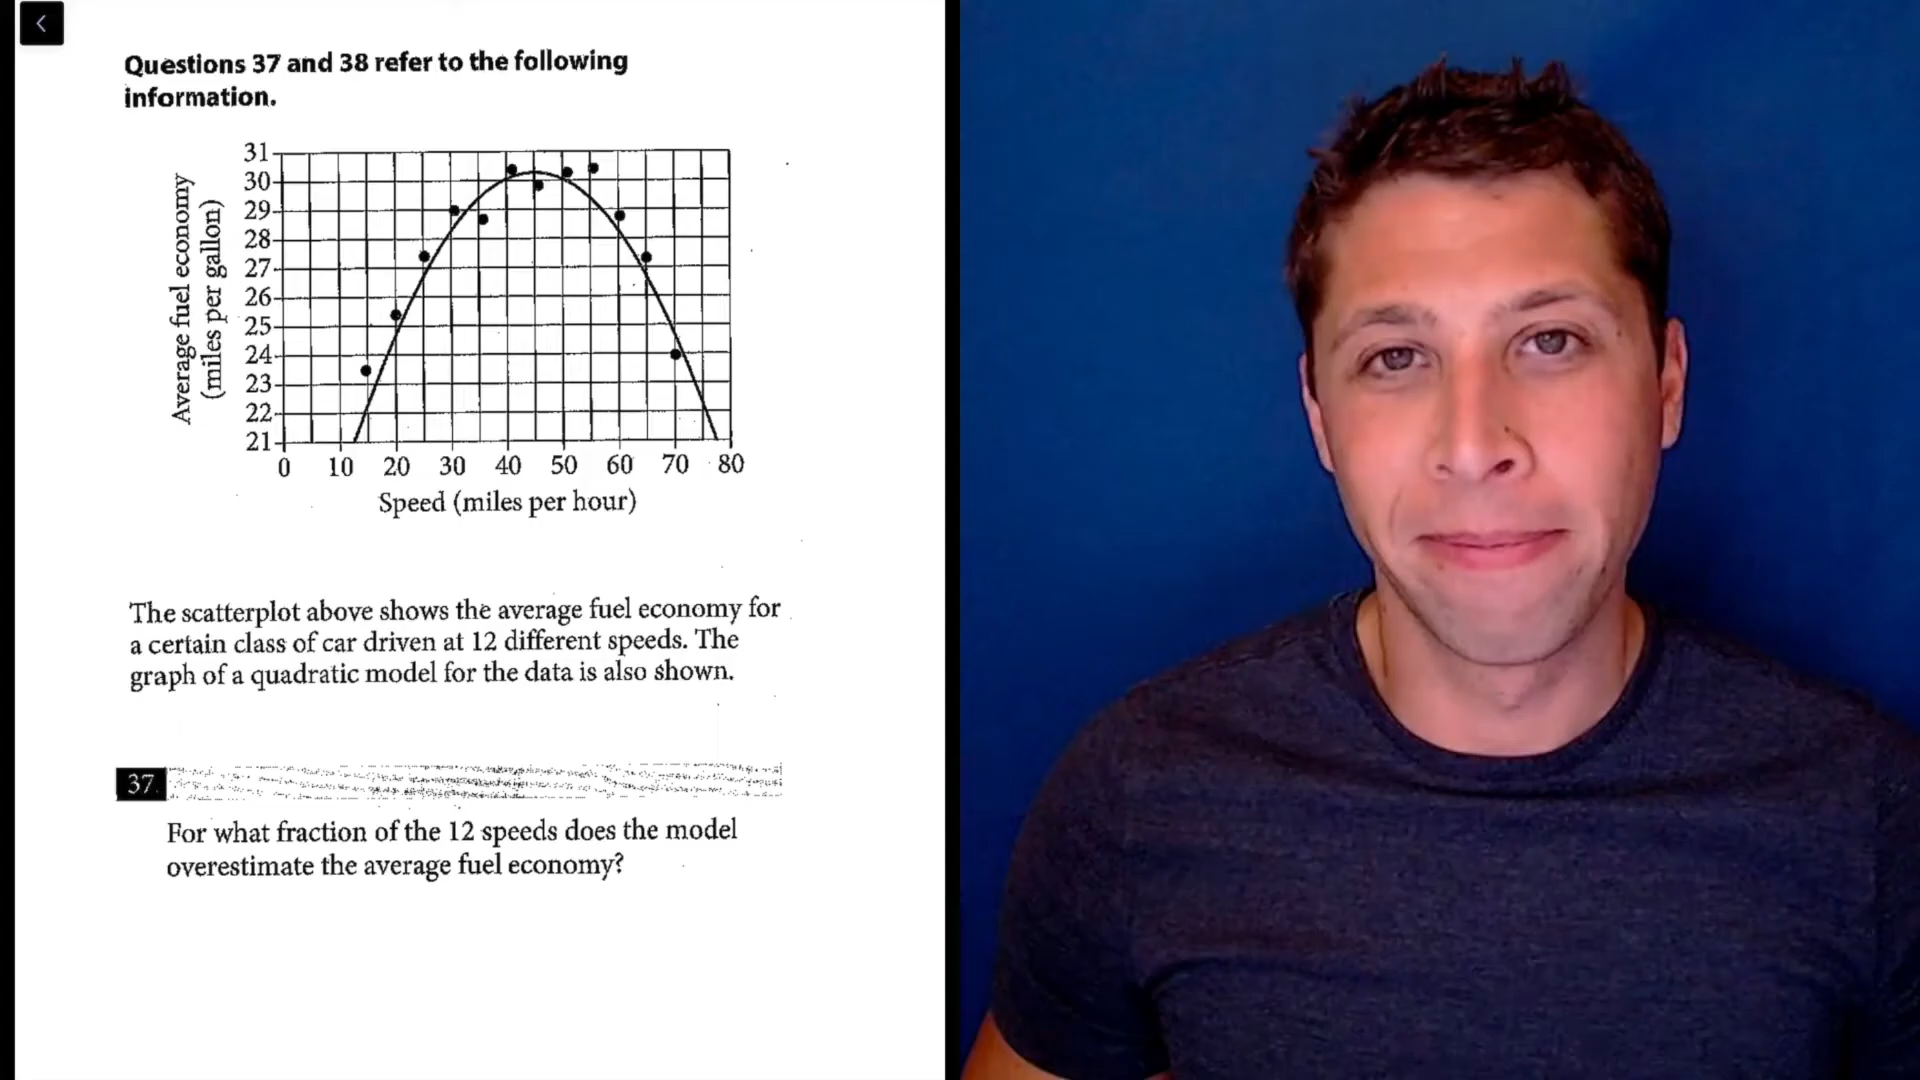 Questions 37 and 38 refer to the following
information.
Average fuel economy
(miles per gallon)
31
30
29
28
27
26
25
24
23
22
21
0 10 20 30 40 50 60 70 80
Speed (miles per hour)
The scatterplot above shows the average fuel economy for
a certain class of car driven at 12 different speeds. The
graph of a quadratic model for the data is also shown.
37
For what fraction of the 12 speeds does the model
overestimate the average fuel economy?